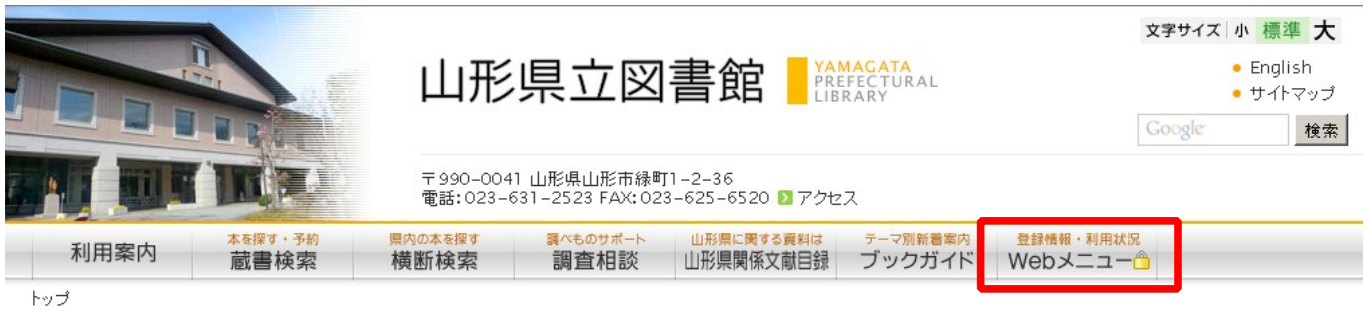 文字サイズ 小 標準 大
山形県立図書館
YAMAGATA
PREFECTURAL
LIBRARY
English
サイトマップ
Google
検索
〒990-0041 山形県山形市緑町1-2-36
電話:023-631-2523 FAX:023-625-6520 アクセス
利用案内
本を探す・予約
蔵書検索
県内の本を探す
横断検索
調べものサポート
調査相談
山形県に関する資料は
山形県関係文献目録
テーマ別新着案内
ブックガイド
登録情報・利用状況
Webメニュー
トップ